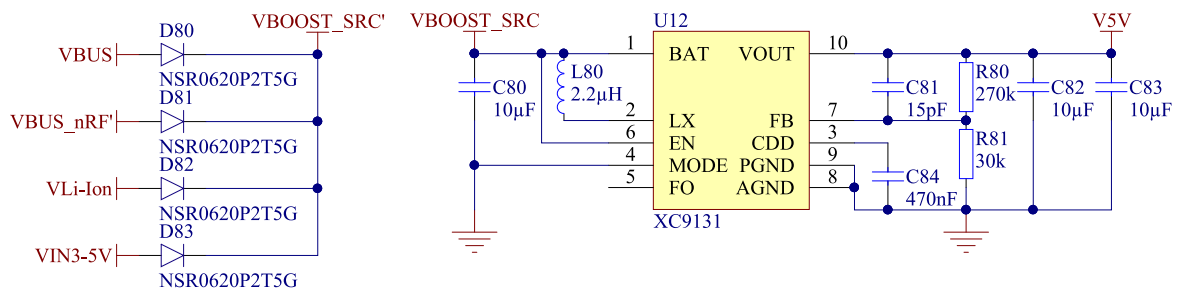 D80
VBUS
NSR0620P2T5G
D81
VBUS_nRF'
NSR0620P2T5G
D82
VLi-Ion
NSR0620P2T5G
D83
VIN3-5V
NSR0620P2T5G
VBOOST_SRC'
VBOOST_SRC
C80
10µF
L80
2.2µH
U12
1 BAT VOUT 10
2 LX FB 7
6 EN CDD 3
4 MODE PGND 9
5 FO AGND 8
XC9131
C81
15pF
C84
470nF
R80
270k
R81
30k
C82
10µF
V5V
C83
10µF